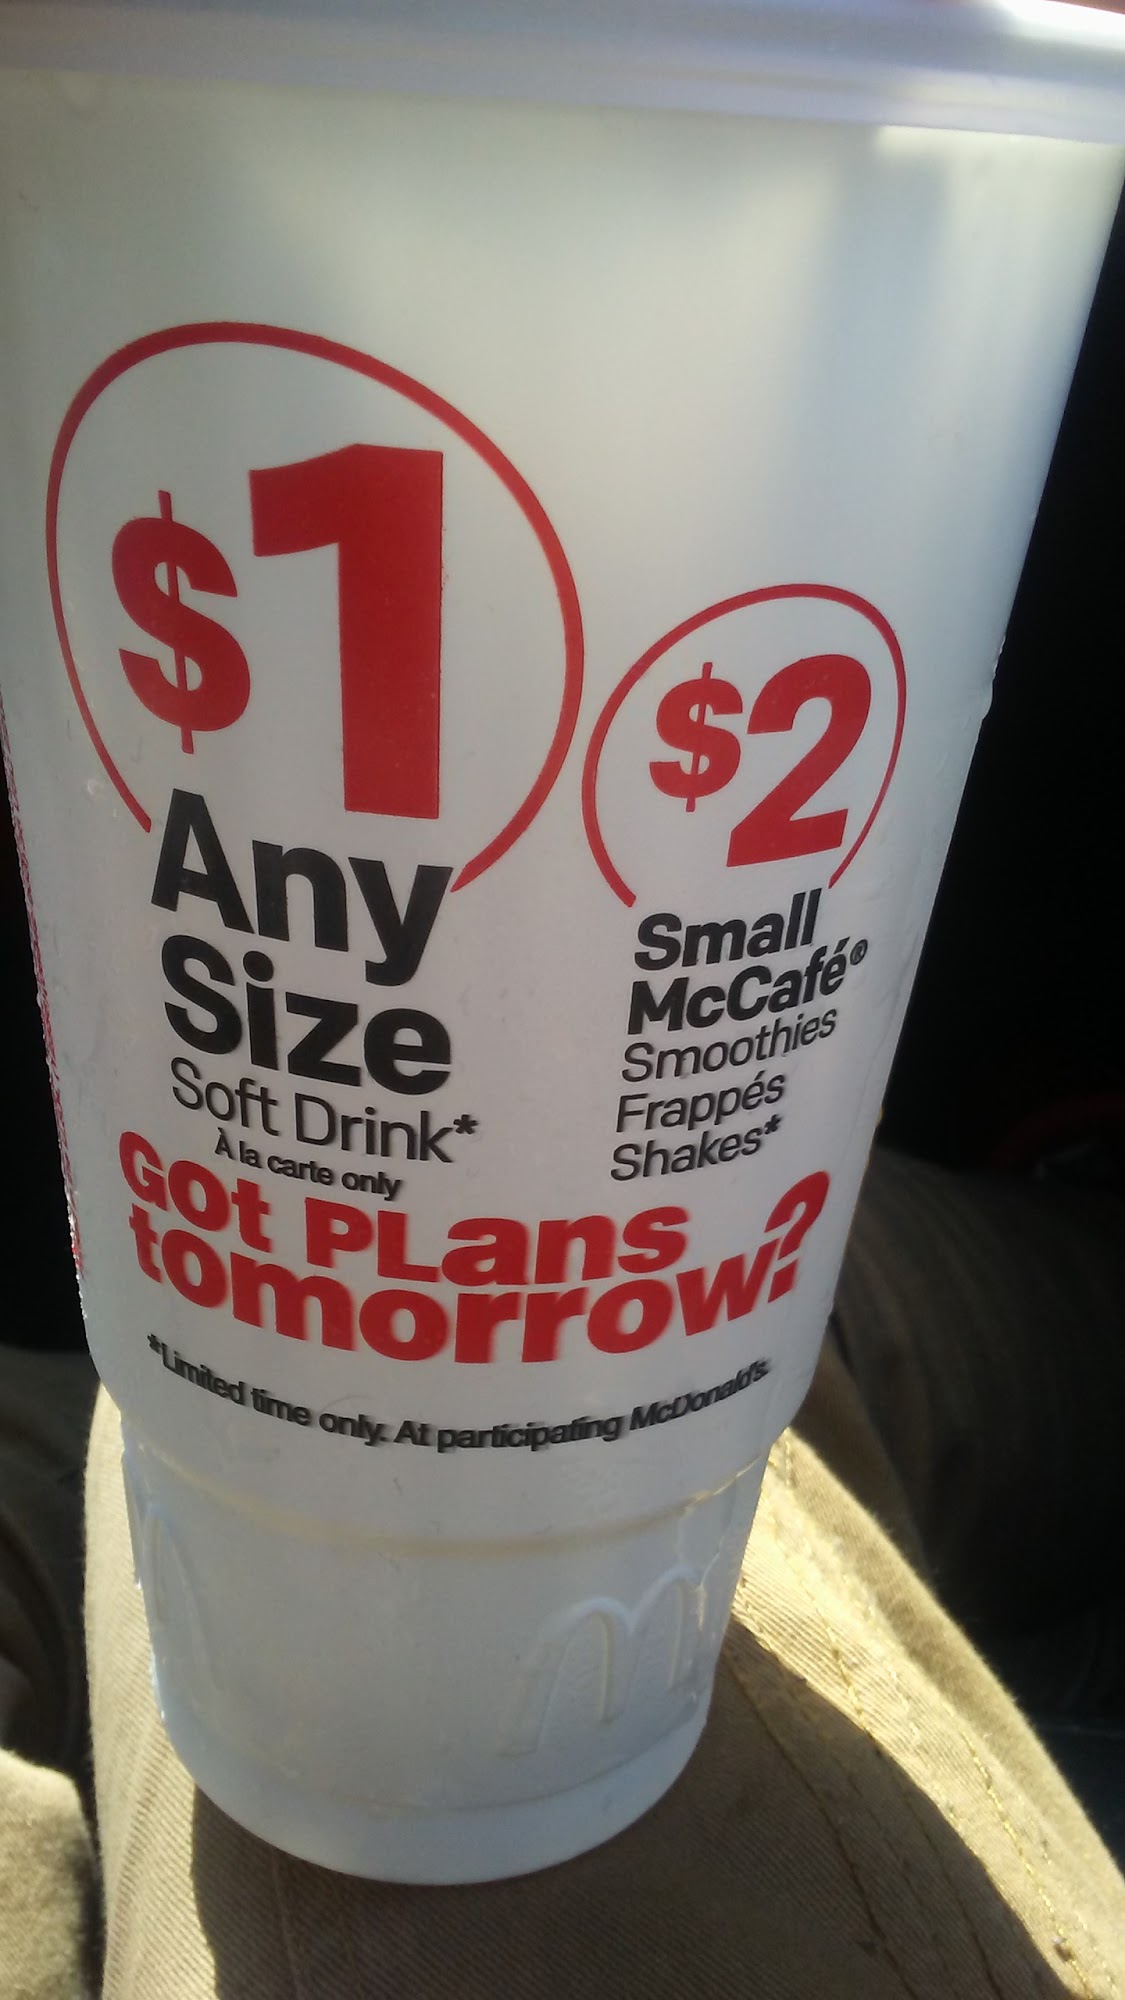 $1
Any
Size
Soft Drink*
À la carte only
$2
Small
McCafé®
Smoothies
Frappés
Shakes*
GOt PLans
tOmorrow?
*Limited time only. At participating McDonald's.